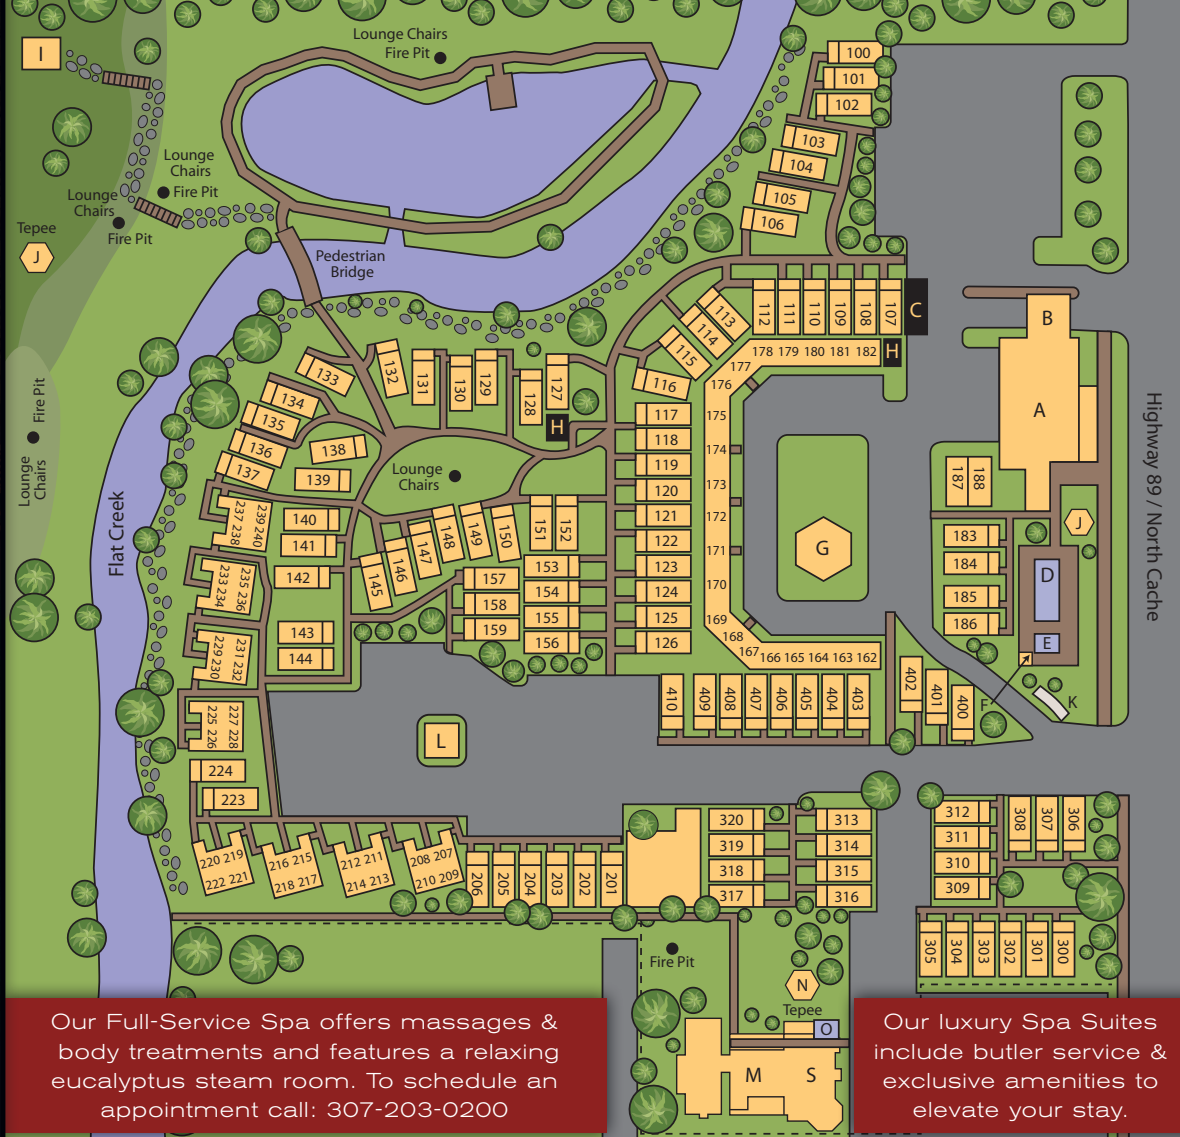 Lounge Chairs
Fire Pit
I
100
101
102
103
104
105
106
Lounge
Chairs
Fire Pit
Lounge
Chairs
Fire Pit
Tepee
J
Pedestrian
Bridge
Fire Pit
Lounge
Chairs
Flat Creek
Highway 89 / North Cache
112
111
110
109
108
107
C
H
113
114
115
116
178 179 180 181 182
177
176
175
174
173
172
171
170
169
168
167
166 165 164 163 162
B
A
187
188
J
183
184
185
186
D
E
F
K
G
133
132
131
130
129
128
127
H
134
135
136
137
138
139
Lounge
Chairs
117
118
119
120
121
122
123
124
125
126
140
141
142
143
144
145
146
147
148
149
150
151
152
153
154
155
156
157
158
159
239 240
237 238
235 236
233 234
231 232
229 230
227 228
225 226
224
223
L
410
409
408
407
406
405
404
403
402
401
400
220 219
222 221
216 215
218 217
212 211
214 213
208 207
210 209
206
205
204
203
202
201
320
319
318
317
313
314
315
316
312
311
310
309
308
307
306
305
304
303
302
301
300
Fire Pit
N
Tepee
O
M
S
Our Full-Service Spa offers massages &
body treatments and features a relaxing
eucalyptus steam room. To schedule an
appointment call: 307-203-0200
Our luxury Spa Suites
include butler service &
exclusive amenities to
elevate your stay.